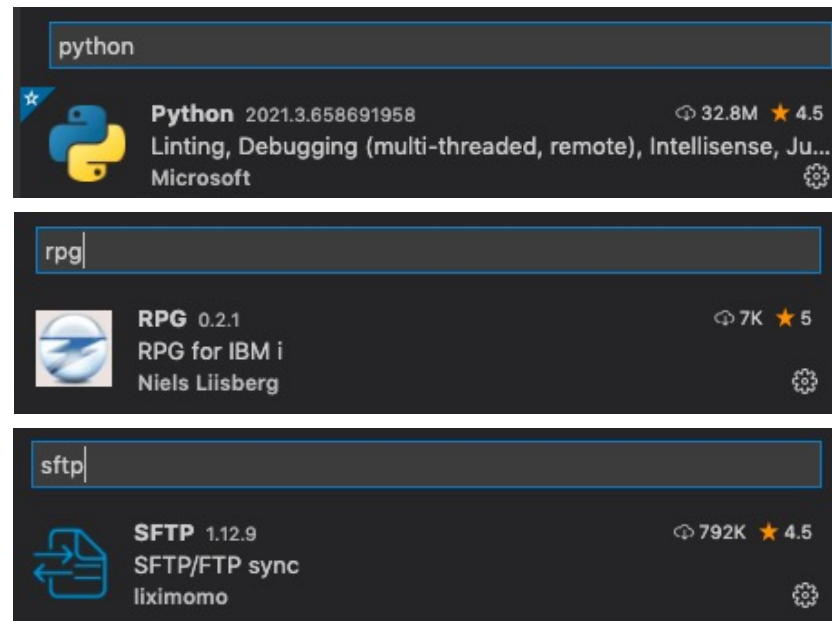 python
Python 2021.3.658691958 32.8M ★ 4.5
Linting, Debugging (multi-threaded, remote), Intellisense, Ju...
Microsoft
rpg
RPG 0.2.1 7K ★ 5
RPG for IBM i
Niels Liisberg
sftp
SFTP 1.12.9 792K ★ 4.5
SFTP/FTP sync
liximomo